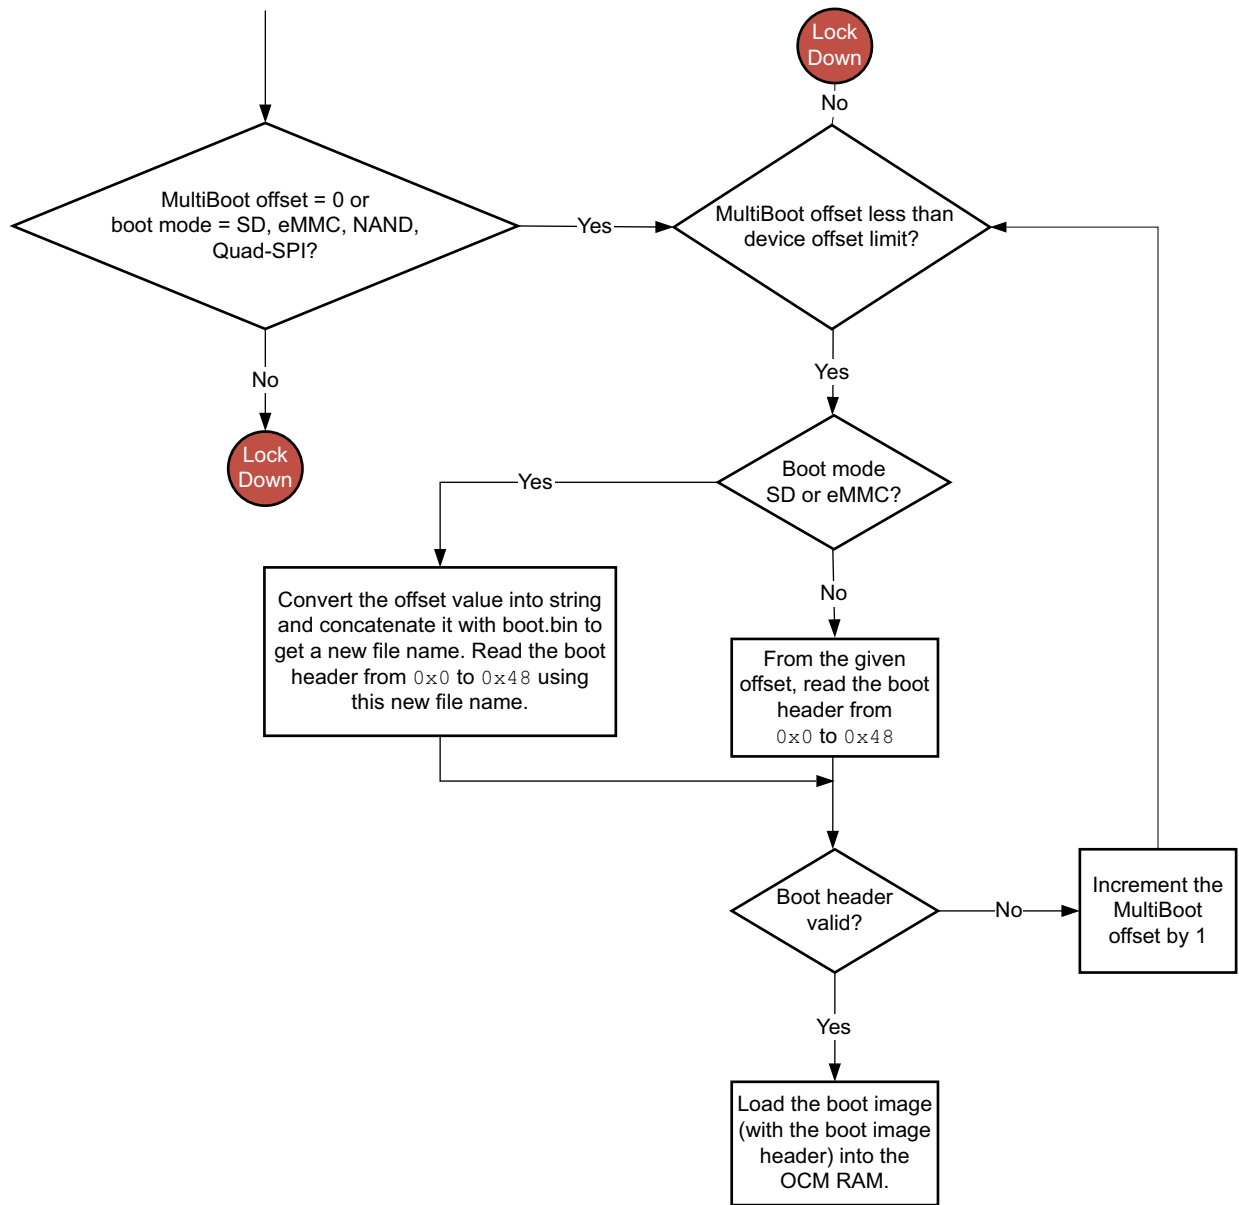 Lock
Down
No
MultiBoot offset = 0 or
boot mode = SD, eMMC, NAND,
Quad-SPI?
Yes
MultiBoot offset less than
device offset limit?
No
Yes
Lock
Down
Boot mode
SD or eMMC?
Yes
No
Convert the offset value into string
and concatenate it with boot.bin to
get a new file name. Read the boot
header from 0x0 to 0x48 using
this new file name.
From the given
offset, read the boot
header from
0x0 to 0x48
Boot header
valid?
No
Increment the
MultiBoot
offset by 1
Yes
Load the boot image
(with the boot image
header) into the
OCM RAM.